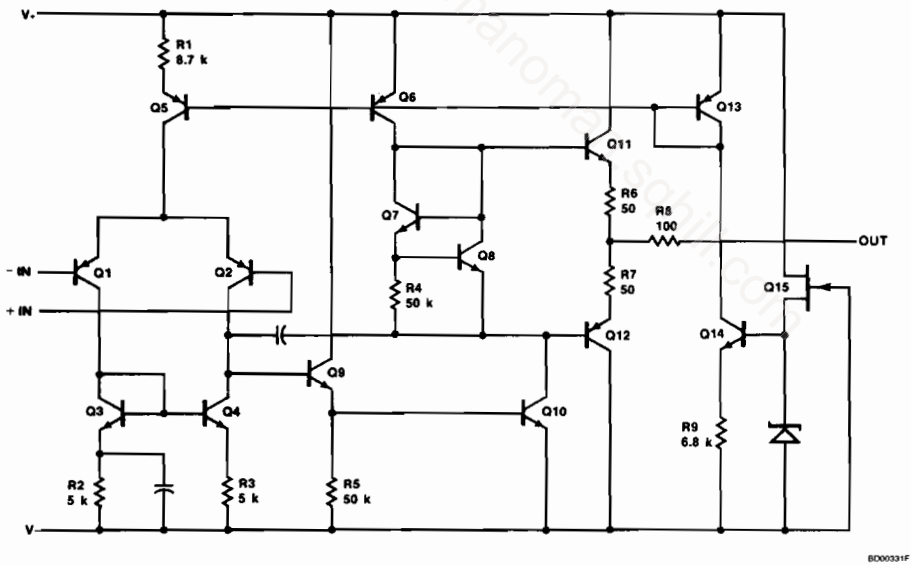 V+
R1
8.7 k
Q5
Q6
Q13
Q11
R6
50
R8
100
OUT
Q7
Q8
R4
50 k
R7
50
Q15
- IN
Q1
Q2
+ IN
Q12
Q14
Q9
Q3
Q4
Q10
R9
6.8 k
R2
5 k
R3
5 k
R5
50 k
V-
BD00331F